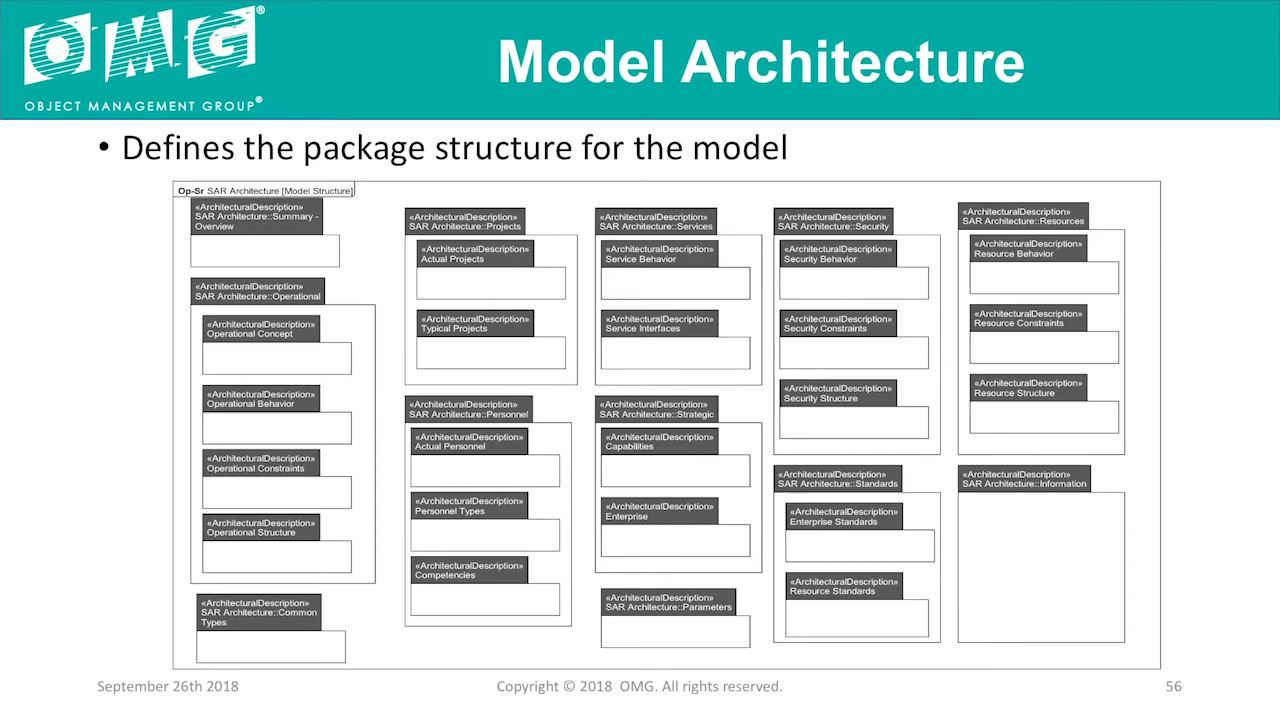 OMG®
OBJECT MANAGEMENT GROUP®
Model Architecture
• Defines the package structure for the model
Op-Sr SAR Architecture [Model Structure]
«ArchitecturalDescription»
SAR Architecture::Summary -
Overview
«ArchitecturalDescription»
SAR Architecture::Operational
«ArchitecturalDescription»
Operational Concept
«ArchitecturalDescription»
Operational Behavior
«ArchitecturalDescription»
Operational Constraints
«ArchitecturalDescription»
Operational Structure
«ArchitecturalDescription»
SAR Architecture::Common
Types
«ArchitecturalDescription»
SAR Architecture::Projects
«ArchitecturalDescription»
Actual Projects
«ArchitecturalDescription»
Typical Projects
«ArchitecturalDescription»
SAR Architecture::Personnel
«ArchitecturalDescription»
Actual Personnel
«ArchitecturalDescription»
Personnel Types
«ArchitecturalDescription»
Competencies
«ArchitecturalDescription»
SAR Architecture::Services
«ArchitecturalDescription»
Service Behavior
«ArchitecturalDescription»
Service Interfaces
«ArchitecturalDescription»
SAR Architecture::Strategic
«ArchitecturalDescription»
Capabilities
«ArchitecturalDescription»
Enterprise
«ArchitecturalDescription»
SAR Architecture::Parameters
«ArchitecturalDescription»
SAR Architecture::Security
«ArchitecturalDescription»
Security Behavior
«ArchitecturalDescription»
Security Constraints
«ArchitecturalDescription»
Security Structure
«ArchitecturalDescription»
SAR Architecture::Standards
«ArchitecturalDescription»
Enterprise Standards
«ArchitecturalDescription»
Resource Standards
«ArchitecturalDescription»
SAR Architecture::Resources
«ArchitecturalDescription»
Resource Behavior
«ArchitecturalDescription»
Resource Constraints
«ArchitecturalDescription»
Resource Structure
«ArchitecturalDescription»
SAR Architecture::Information
September 26th 2018
Copyright © 2018 OMG. All rights reserved.
56